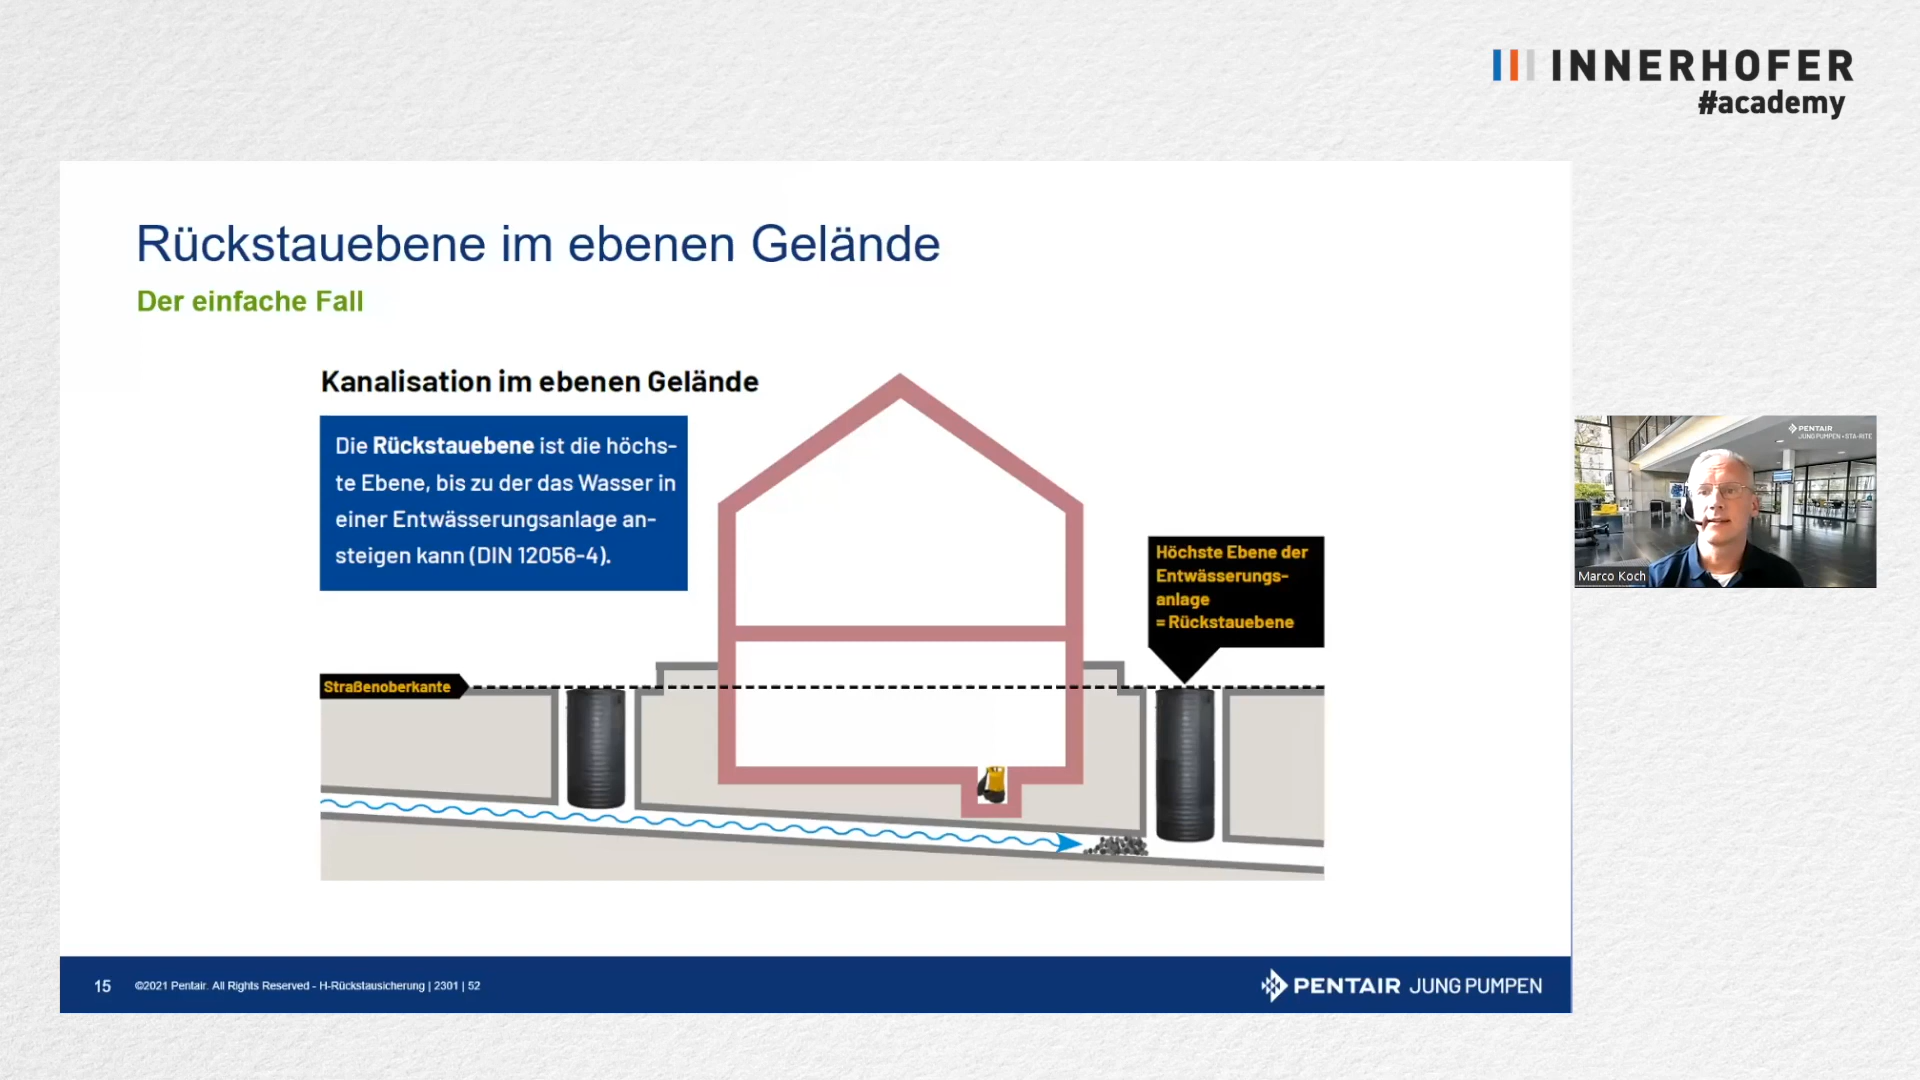 INNERHOFER
#academy
Rückstauebene im ebenen Gelände
Der einfache Fall
Kanalisation im ebenen Gelände
Die Rückstauebene ist die höchs-
te Ebene, bis zu der das Wasser in
einer Entwässerungsanlage an-
steigen kann (DIN 12056-4).
Höchste Ebene der
Entwässerungs-
anlage
= Rückstauebene
Straßenoberkante
PENTAIR
JUNG PUMPEN • STA-RITE
Marco Koch
15
©2021 Pentair. All Rights Reserved - H-Rückstausicherung | 2301 | 52
PENTAIR JUNG PUMPEN